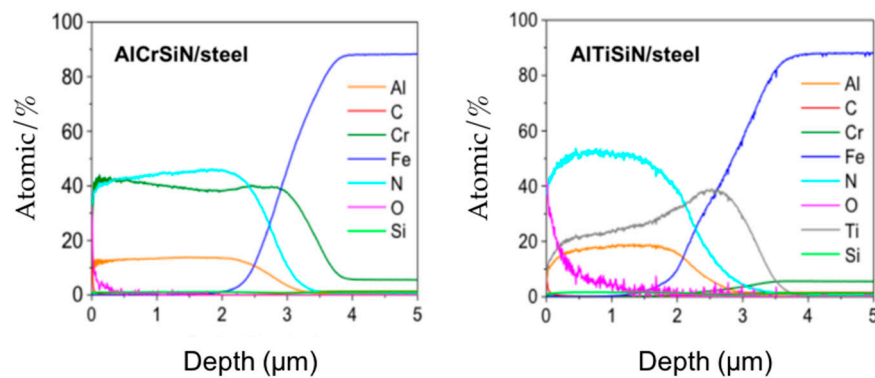 AlCrSiN/steel
Atomic/%
100
80
60
40
20
0
Al
C
Cr
Fe
N
O
Si
0 1 2 3 4 5
Depth (μm)
AlTiSiN/steel
Atomic/%
100
80
60
40
20
0
Al
C
Cr
Fe
N
O
Ti
Si
0 1 2 3 4 5
Depth (μm)